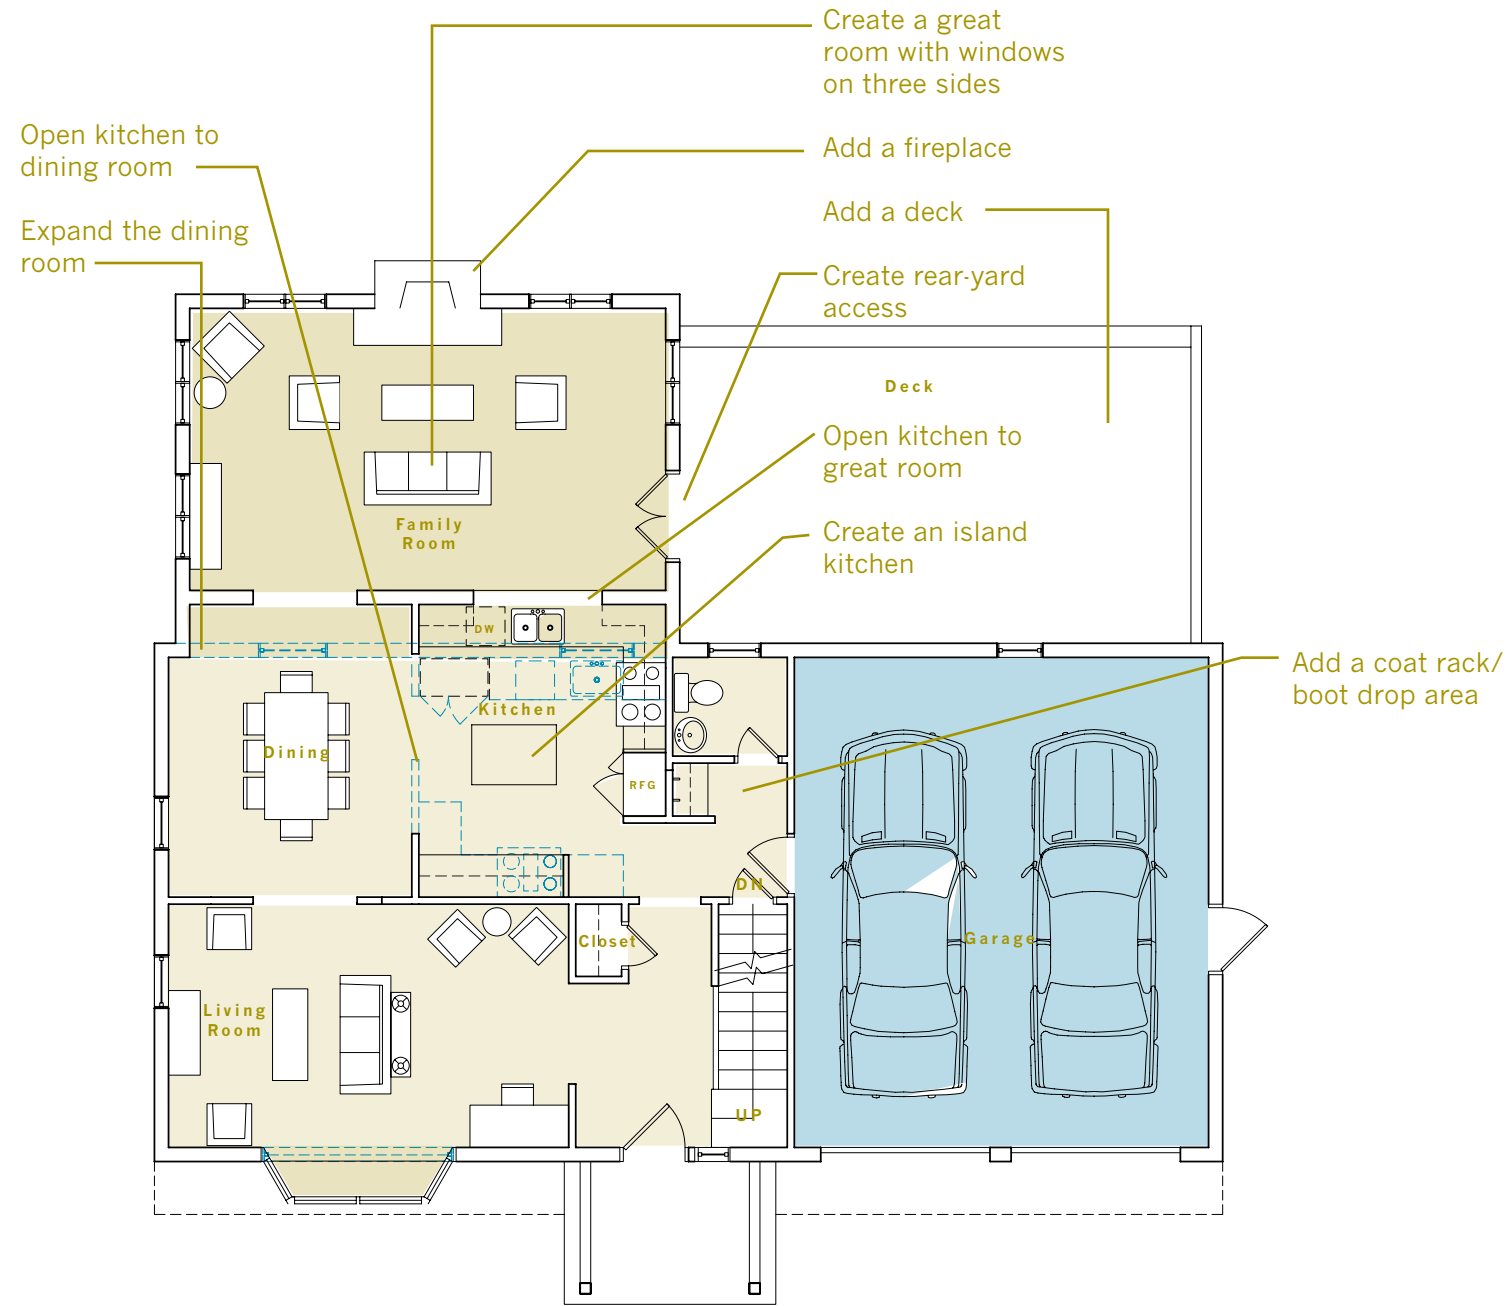 Create a great
room with windows
on three sides
Open kitchen to
dining room
Add a fireplace
Add a deck
Expand the dining
room
Create rear-yard
access
Deck
Open kitchen to
great room
Family
Room
Create an island
kitchen
DW
Add a coat rack/
boot drop area
Kitchen
Dining
RFG
DN
Closet
Garage
Living
Room
UP